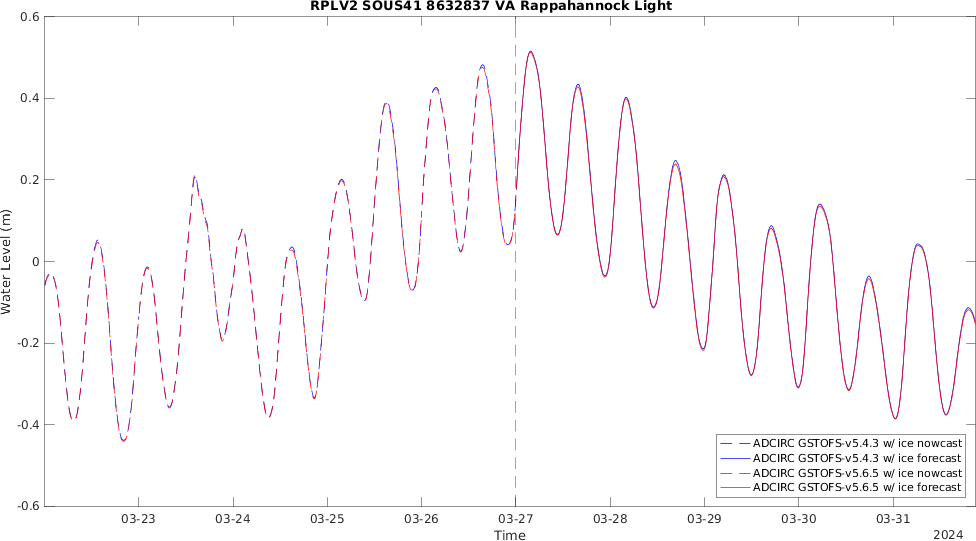 RPLV2 SOUS41 8632837 VA Rappahannock Light
0.6
0.4
0.2
0
-0.2
-0.4
-0.6
Water Level (m)
ADCIRC GSTOFS-v5.4.3 w/ ice nowcast
ADCIRC GSTOFS-v5.4.3 w/ ice forecast
ADCIRC GSTOFS-v5.6.5 w/ ice nowcast
ADCIRC GSTOFS-v5.6.5 w/ ice forecast
03-23 03-24 03-25 03-26 03-27 03-28 03-29 03-30 03-31
Time
2024